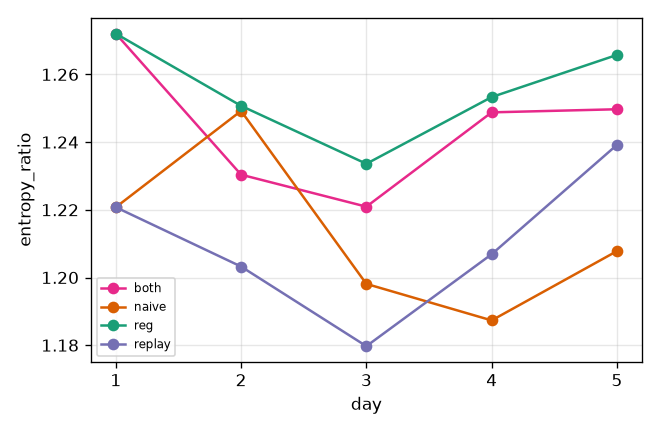 entropy_ratio
1.26
1.24
1.22
1.20
1.18
both
naive
reg
replay
1 2 3 4 5
day